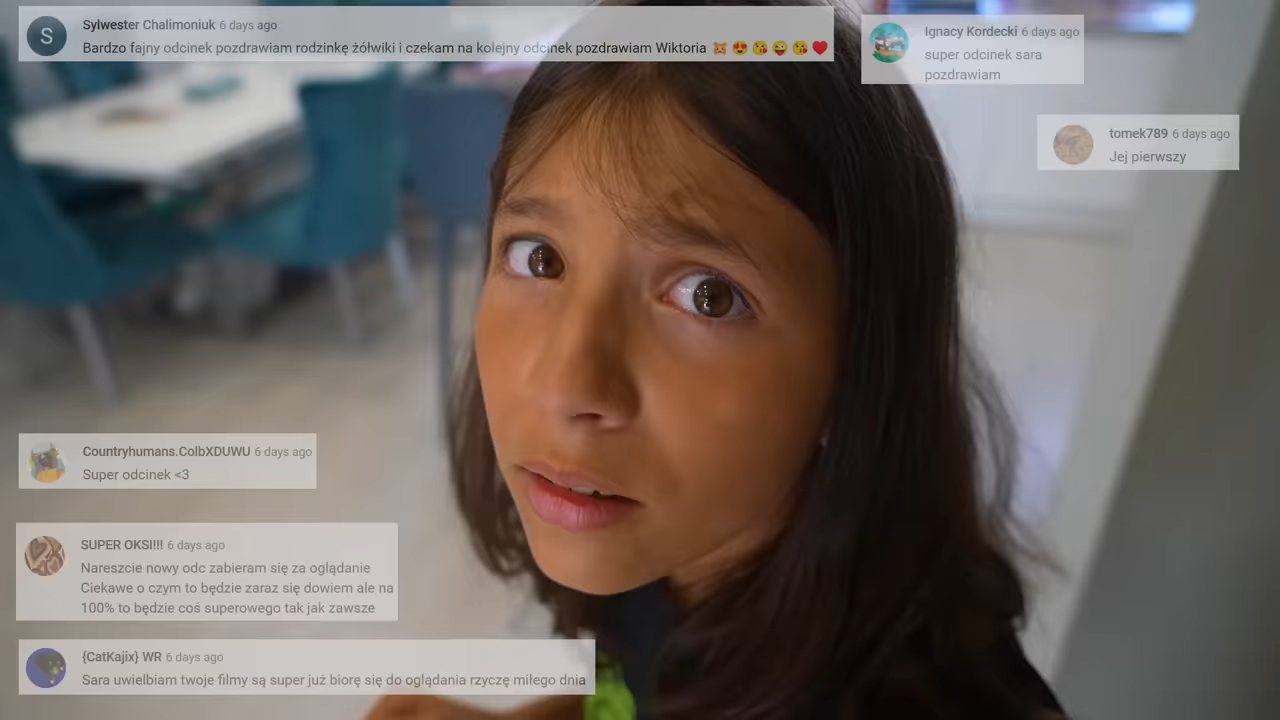 Sylwester Chalimoniuk 6 days ago
Bardzo fajny odcinek pozdrawiam rodzinkę żółwiki i czekam na kolejny odcinek pozdrawiam Wiktoria 🐹😍😘😜😘♥️
Ignacy Kordecki 6 days ago
super odcinek sara
pozdrawiam
tomek789 6 days ago
Jej pierwszy
Countryhumans.ColbXDUWU 6 days ago
Super odcinek <3
SUPER OKSI!!! 6 days ago
Nareszcie nowy odc zabieram się za oglądanie
Ciekawe o czym to będzie zaraz się dowiem ale na
100% to będzie coś superowego tak jak zawsze
{CatKajix} WR 6 days ago
Sara uwielbiam twoje filmy są super już biorę się do oglądania rzyczę miłego dnia